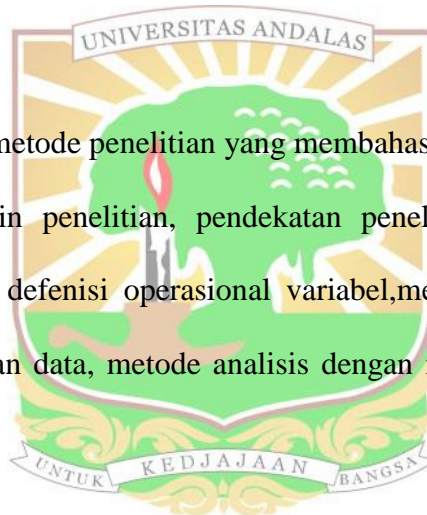 UNIVERSITAS ANDALAS
metode penelitian yang membahas
in penelitian, pendekatan penel
defenisi operasional variabel,me
an data, metode analisis dengan
UNTUK KEDJAJAAN BANGSA